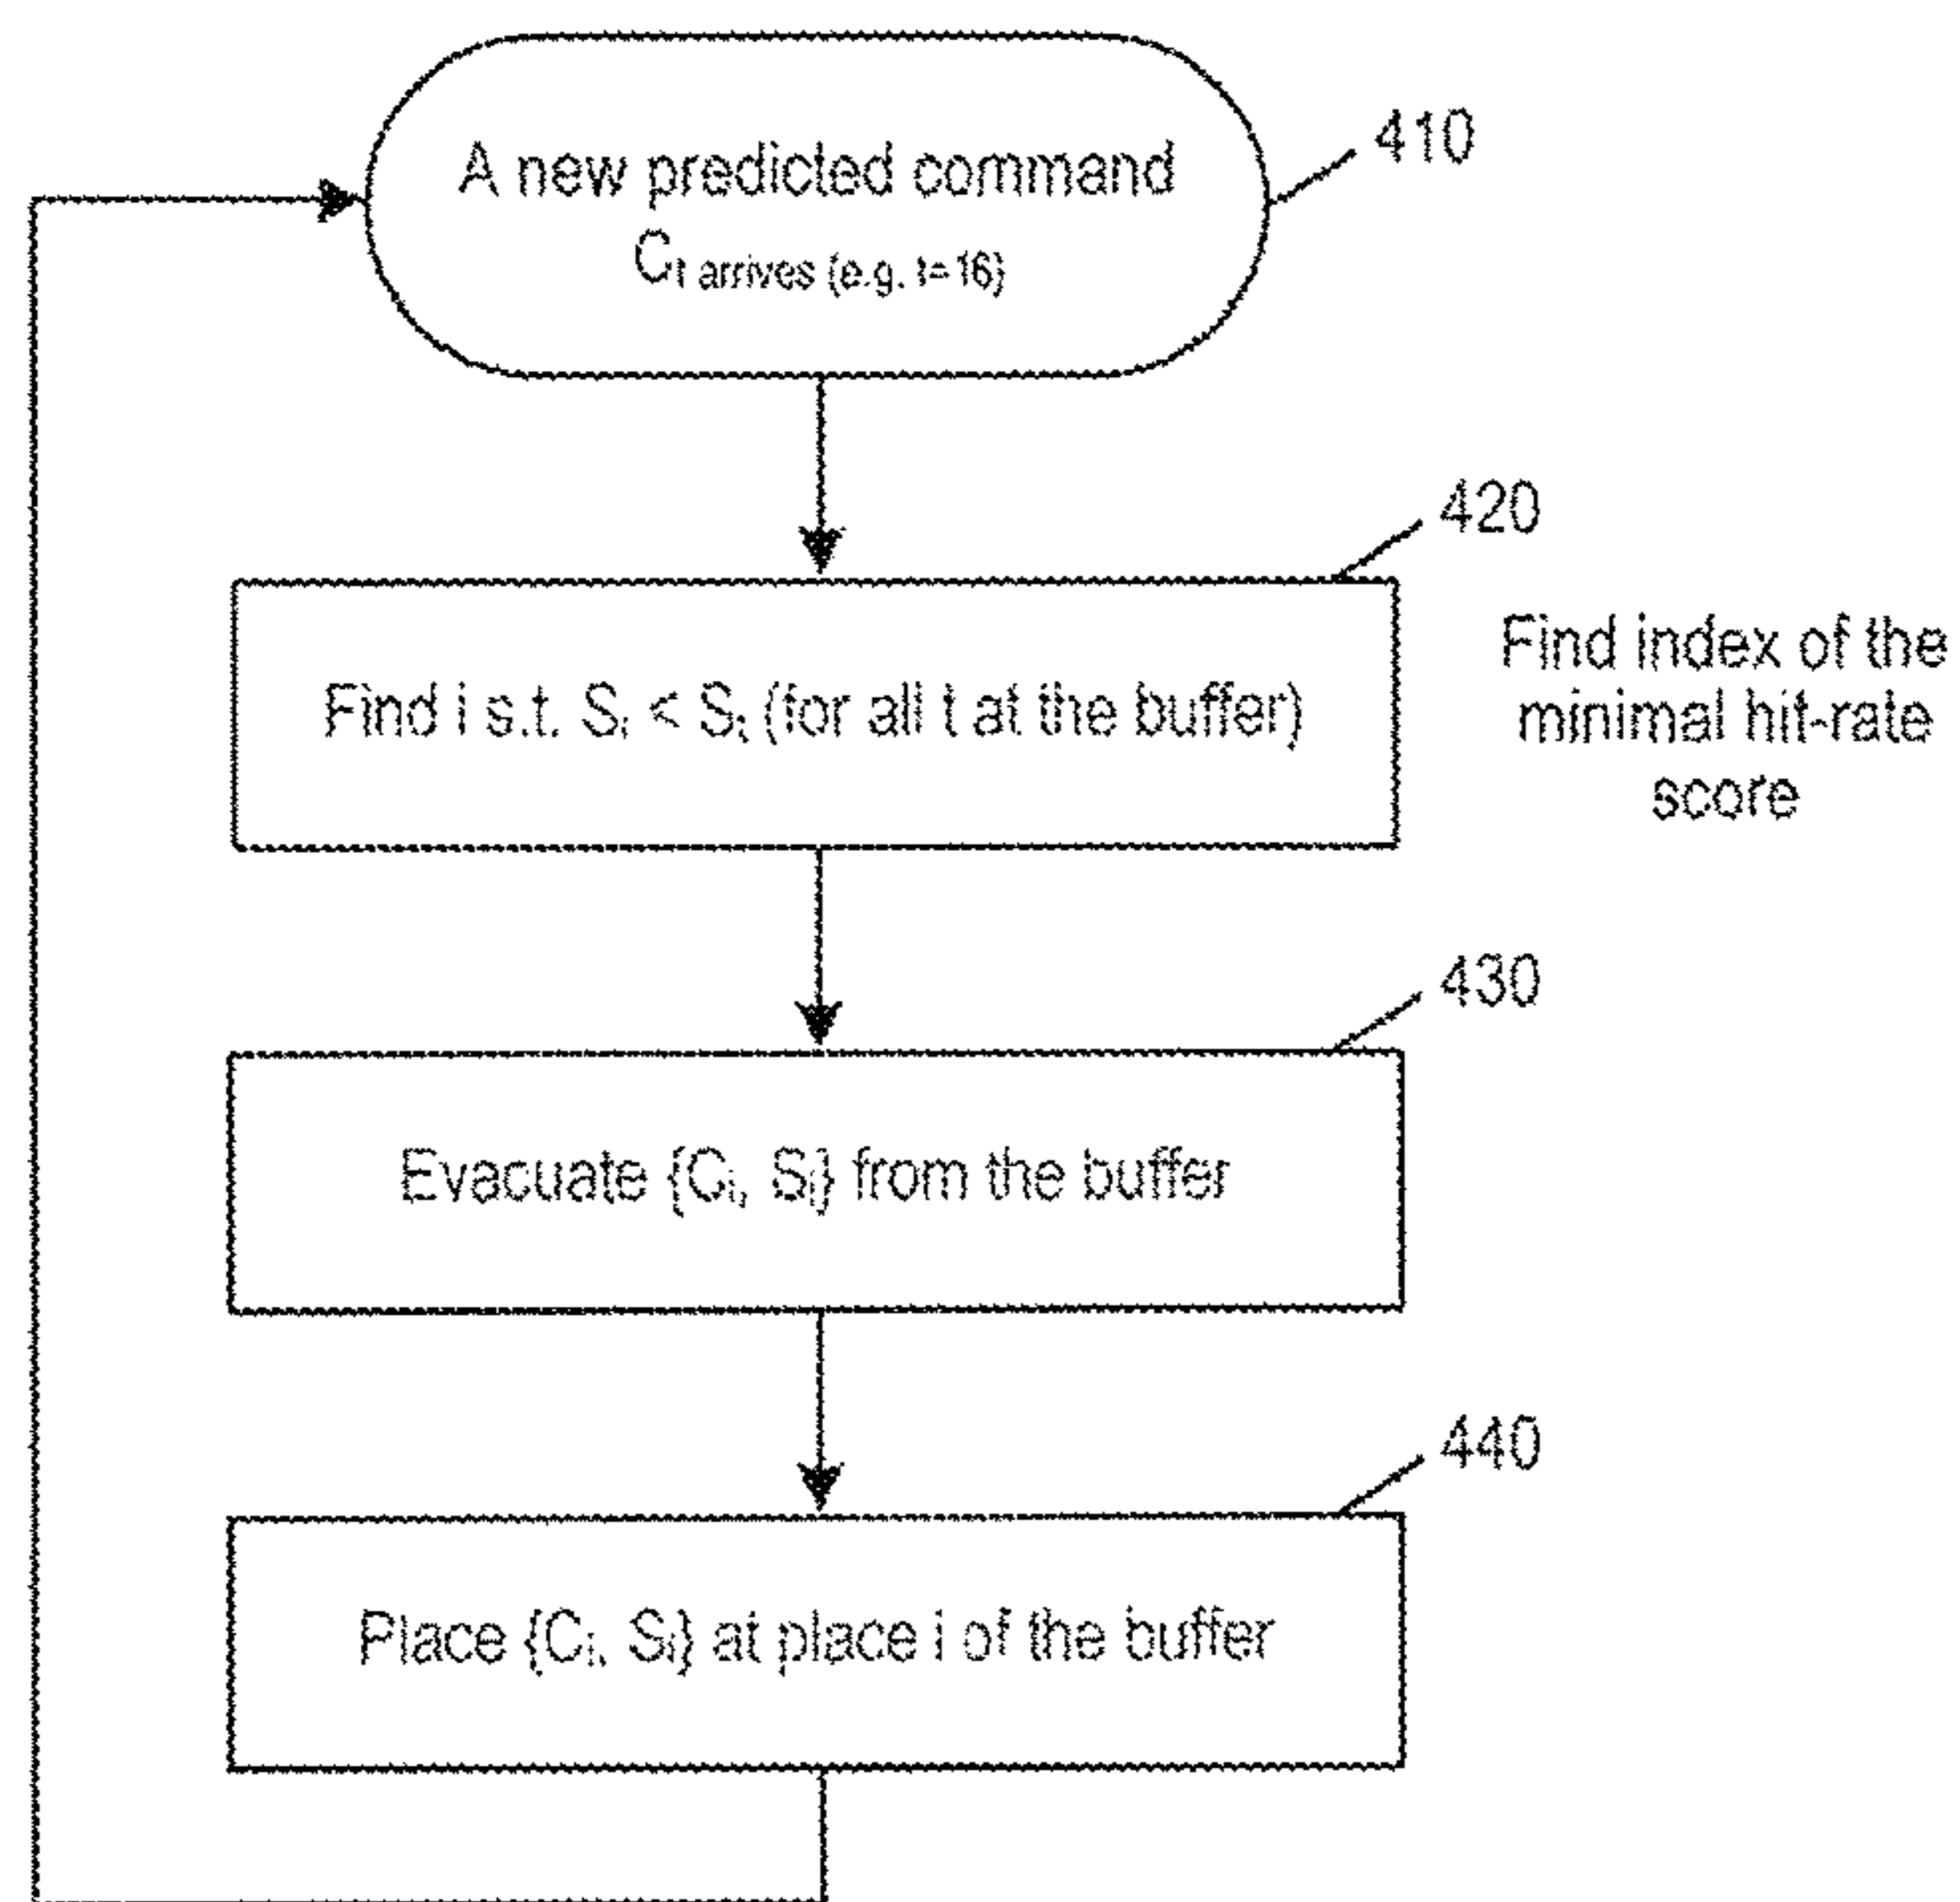 A new predicted command
Ct arrives (e.g. t=16)
410
420
Find i s.t. Si < St (for all t at the buffer)
Find index of the
minimal hit-rate
score
430
Evacuate {Ci, Si} from the buffer
440
Place {Ct, St} at place i of the buffer